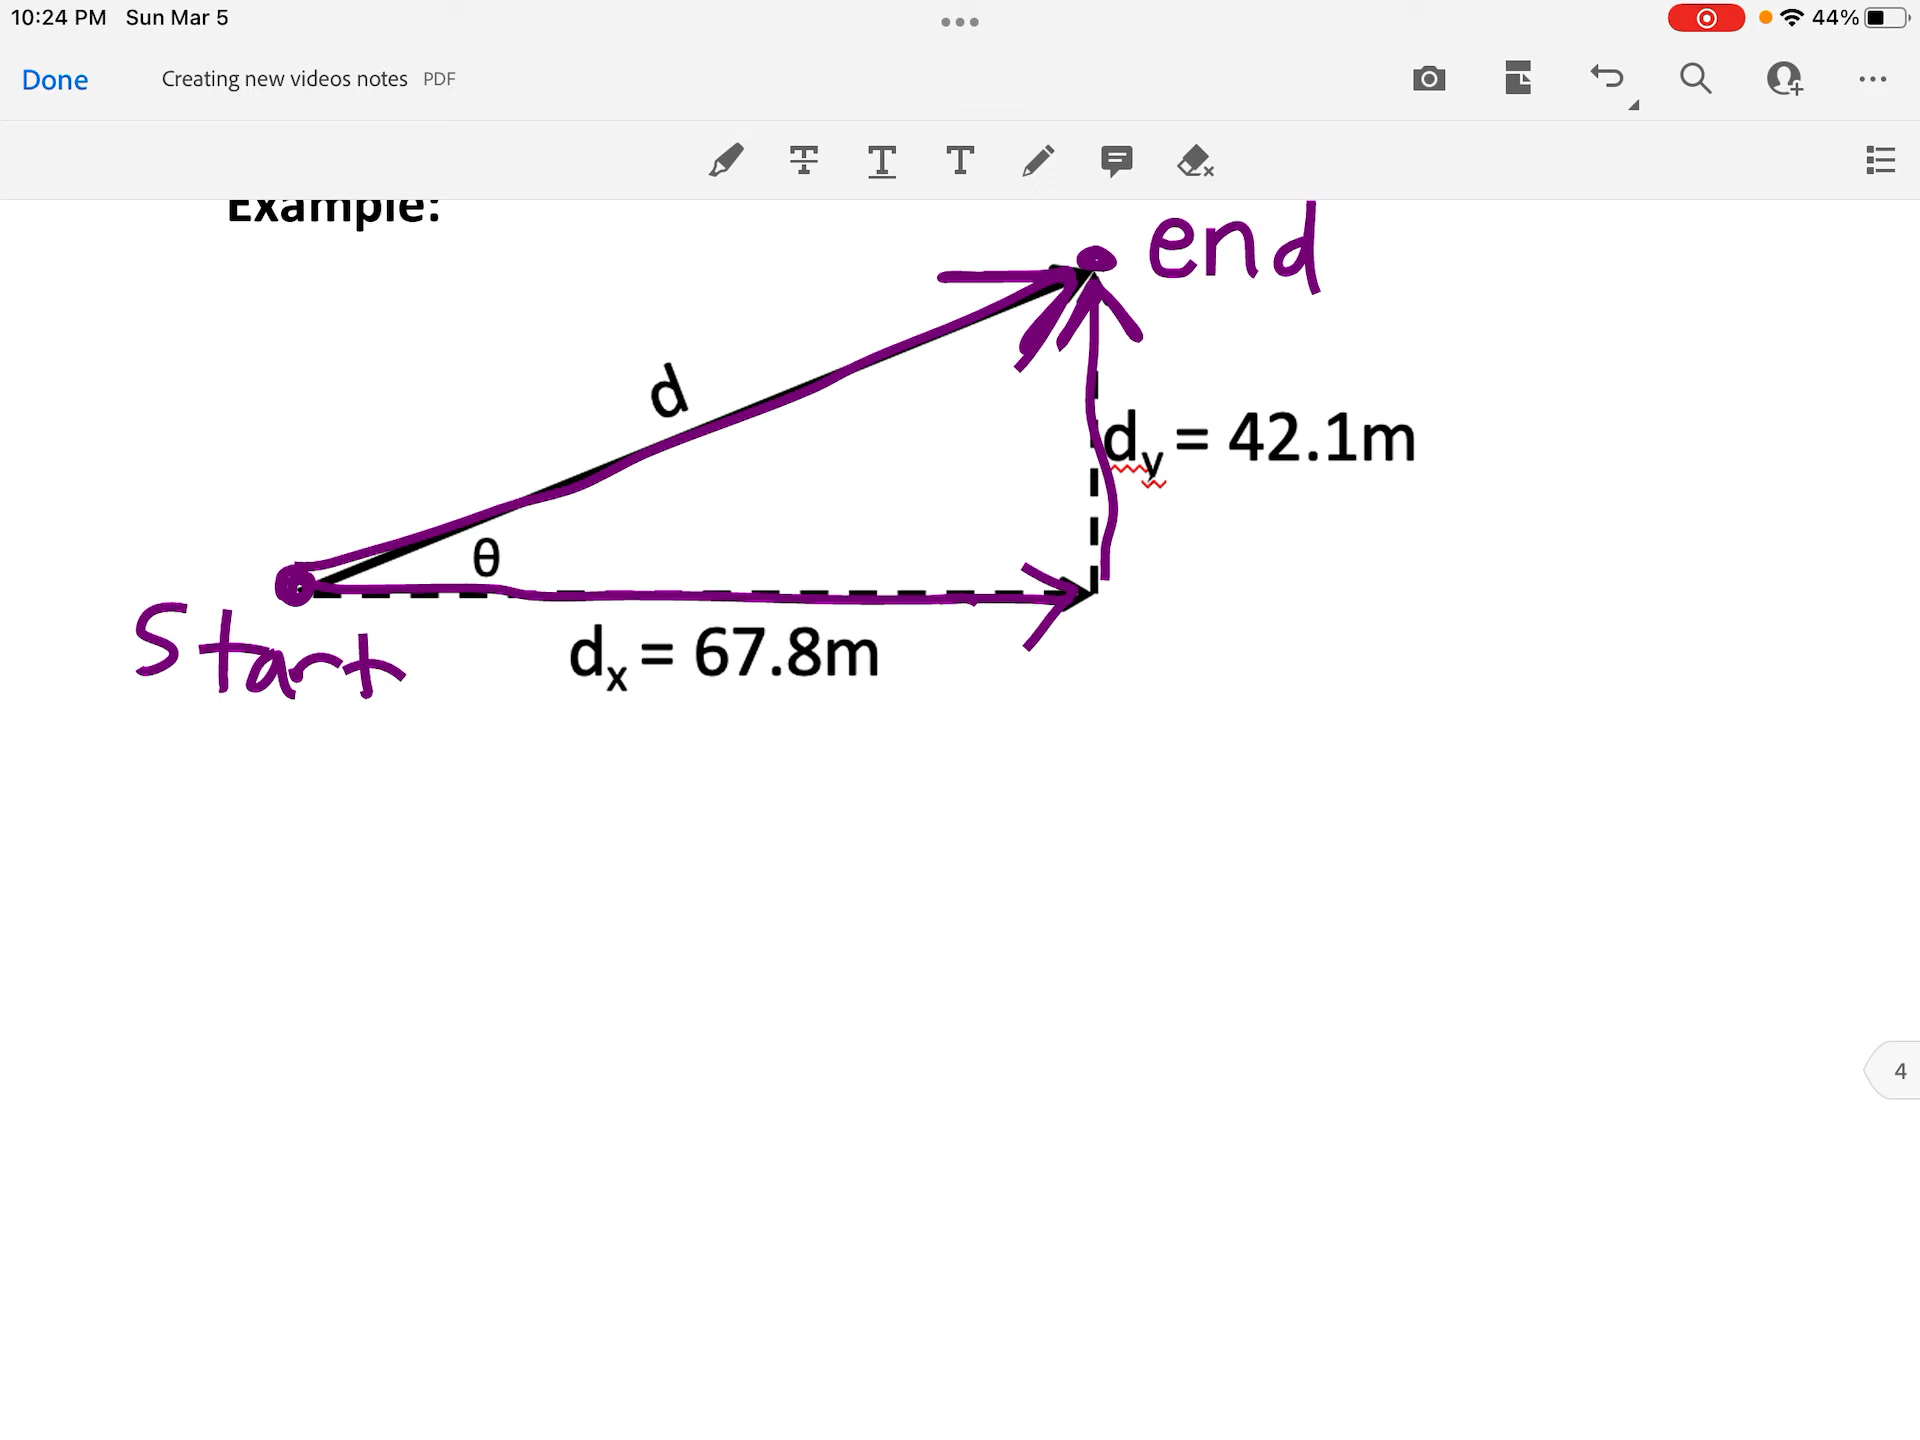 10:24 PM Sun Mar 5
44%
Done Creating new videos notes PDF
Example:
end
d
dy = 42.1m
θ
Start
dx = 67.8m
4